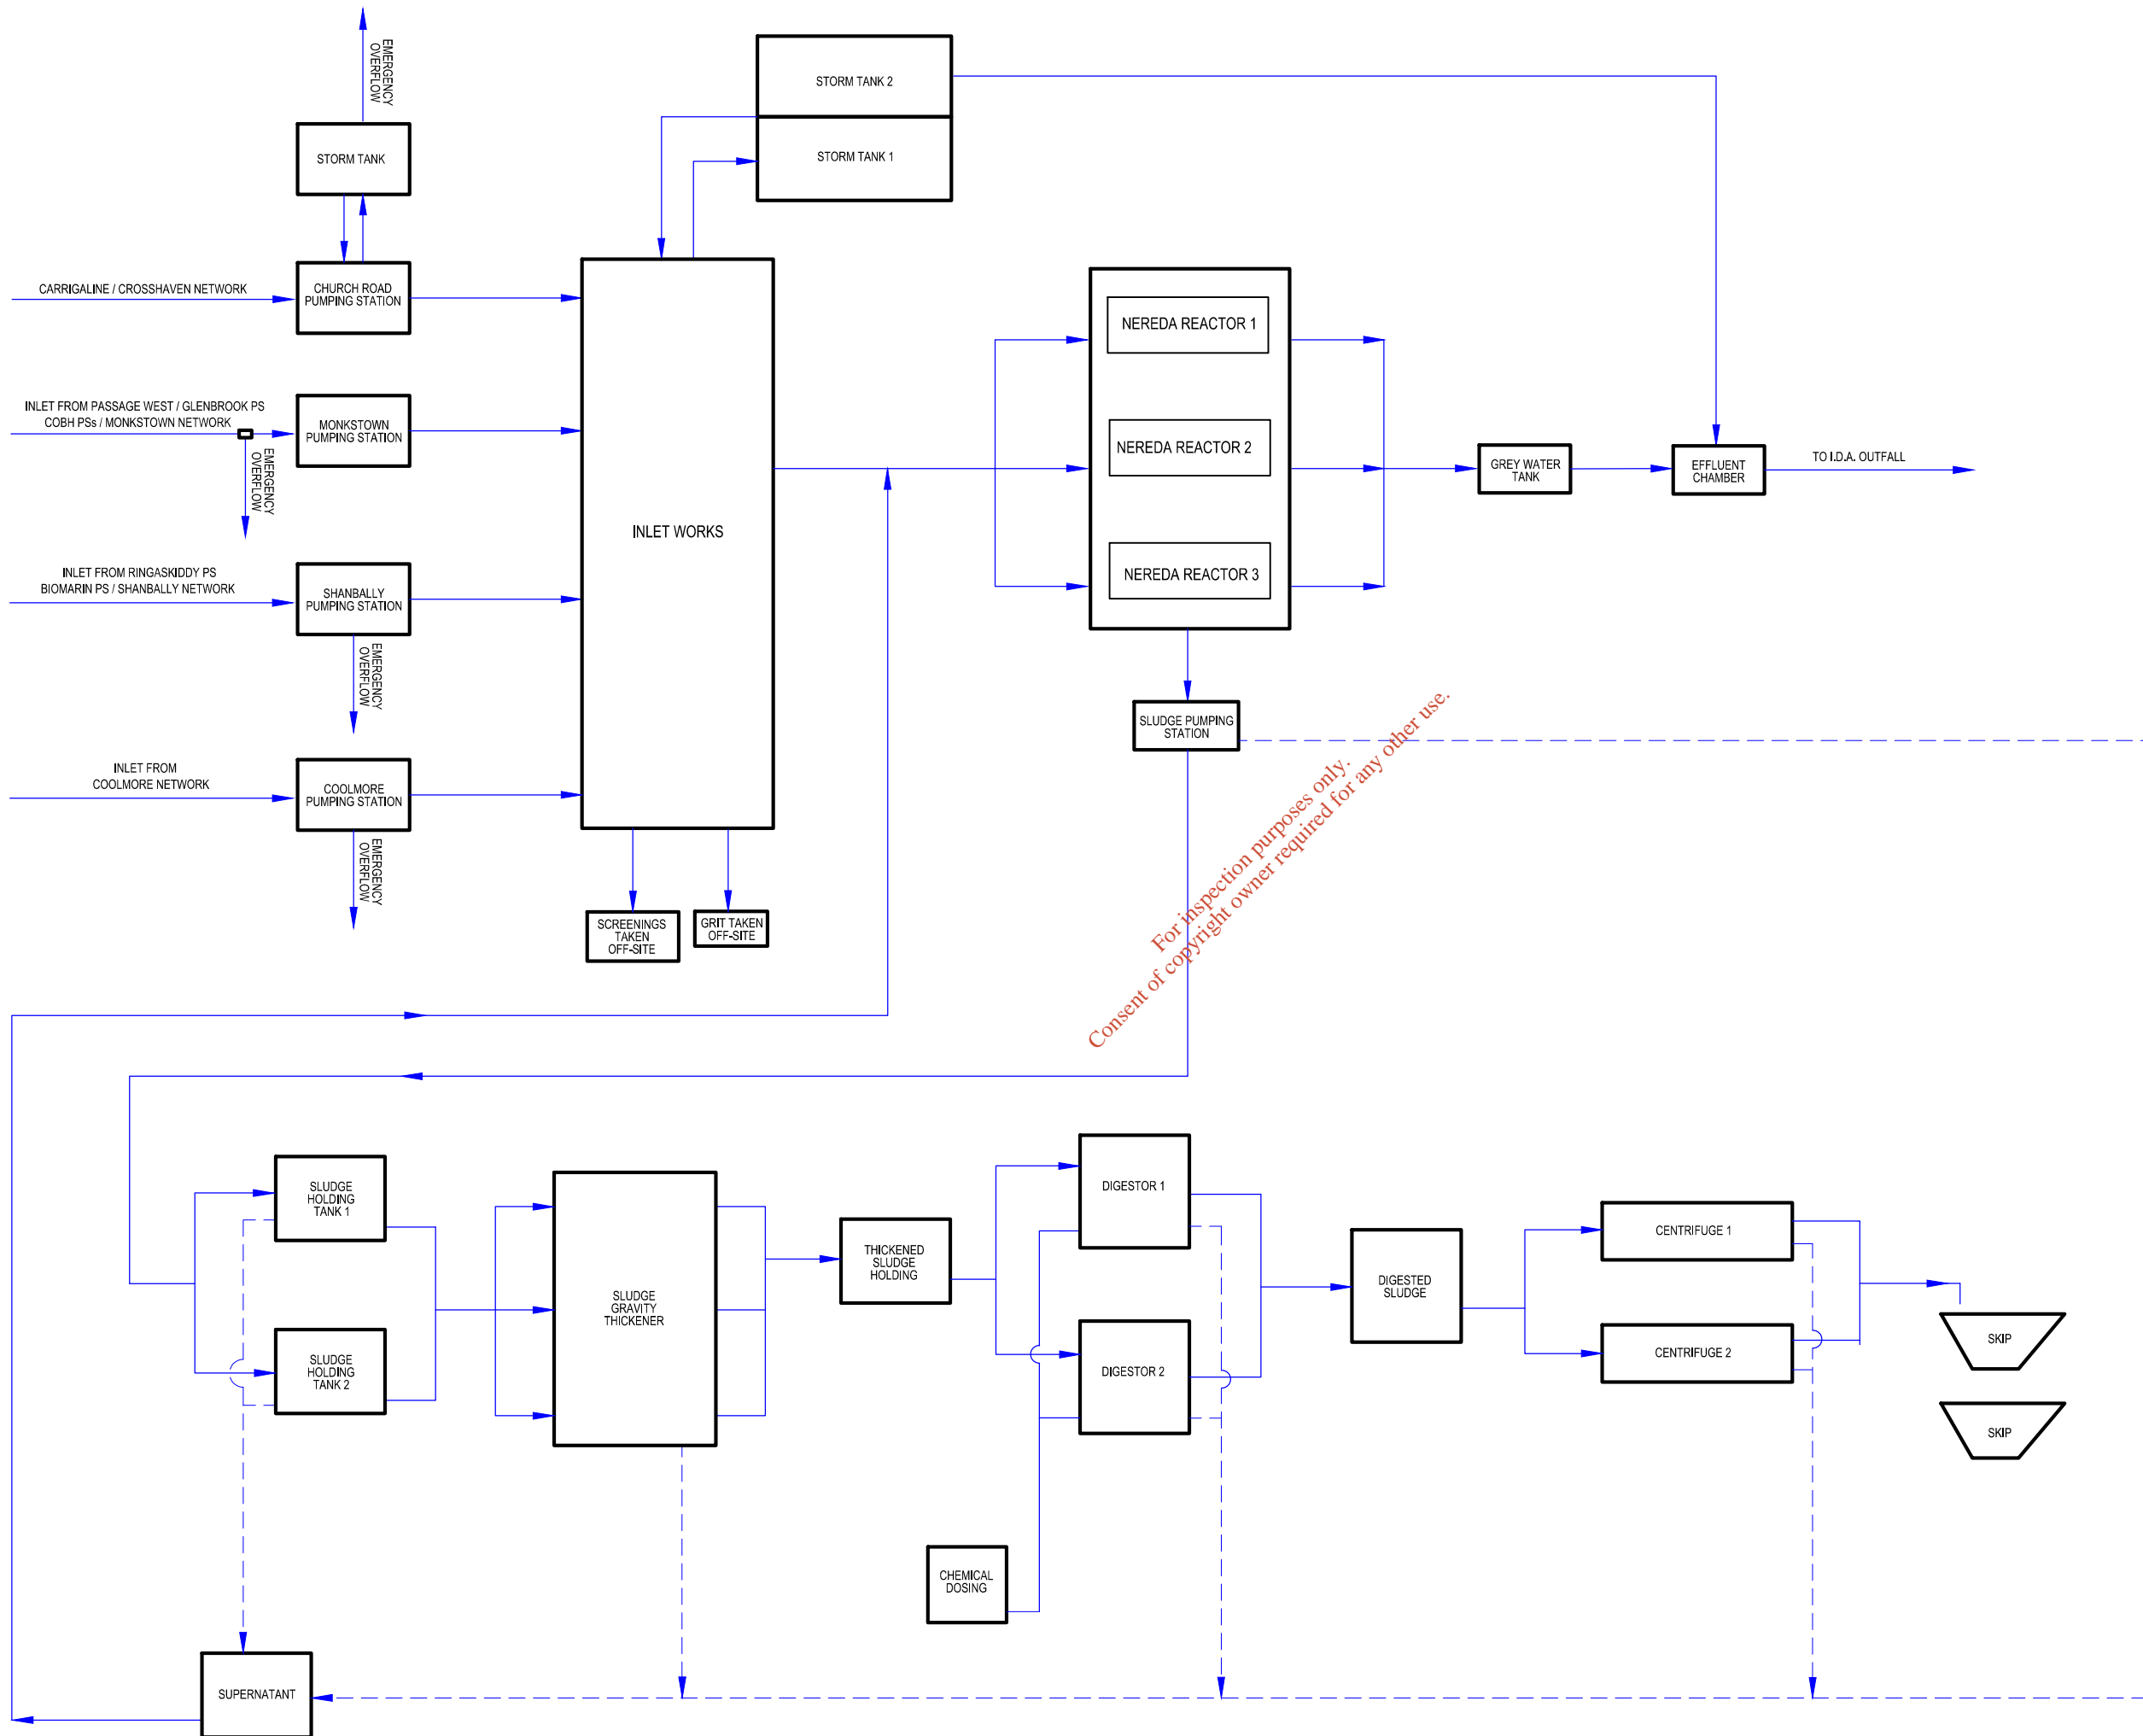 EMERGENCY
OVERFLOW
STORM TANK
STORM TANK 2
STORM TANK 1
CARRIGALINE / CROSSHAVEN NETWORK
CHURCH ROAD
PUMPING STATION
INLET FROM PASSAGE WEST / GLENBROOK PS
COBH PSs / MONKSTOWN NETWORK
MONKSTOWN
PUMPING STATION
EMERGENCY
OVERFLOW
INLET FROM RINGASKIDDY PS
BIOMARIN PS / SHANBALLY NETWORK
SHANBALLY
PUMPING STATION
EMERGENCY
OVERFLOW
INLET FROM
COOLMORE NETWORK
COOLMORE
PUMPING STATION
EMERGENCY
OVERFLOW
INLET WORKS
SCREENINGS
TAKEN
OFF-SITE
GRIT TAKEN
OFF-SITE
NEREDA REACTOR 1
NEREDA REACTOR 2
NEREDA REACTOR 3
GREY WATER
TANK
EFFLUENT
CHAMBER
TO I.D.A. OUTFALL
SLUDGE PUMPING
STATION
For inspection purposes only.
Consent of copyright owner required for any other use.
SLUDGE
HOLDING
TANK 1
SLUDGE
HOLDING
TANK 2
SLUDGE
GRAVITY
THICKENER
THICKENED
SLUDGE
HOLDING
DIGESTOR 1
DIGESTOR 2
DIGESTED
SLUDGE
CENTRIFUGE 1
CENTRIFUGE 2
SKIP
SKIP
CHEMICAL
DOSING
SUPERNATANT